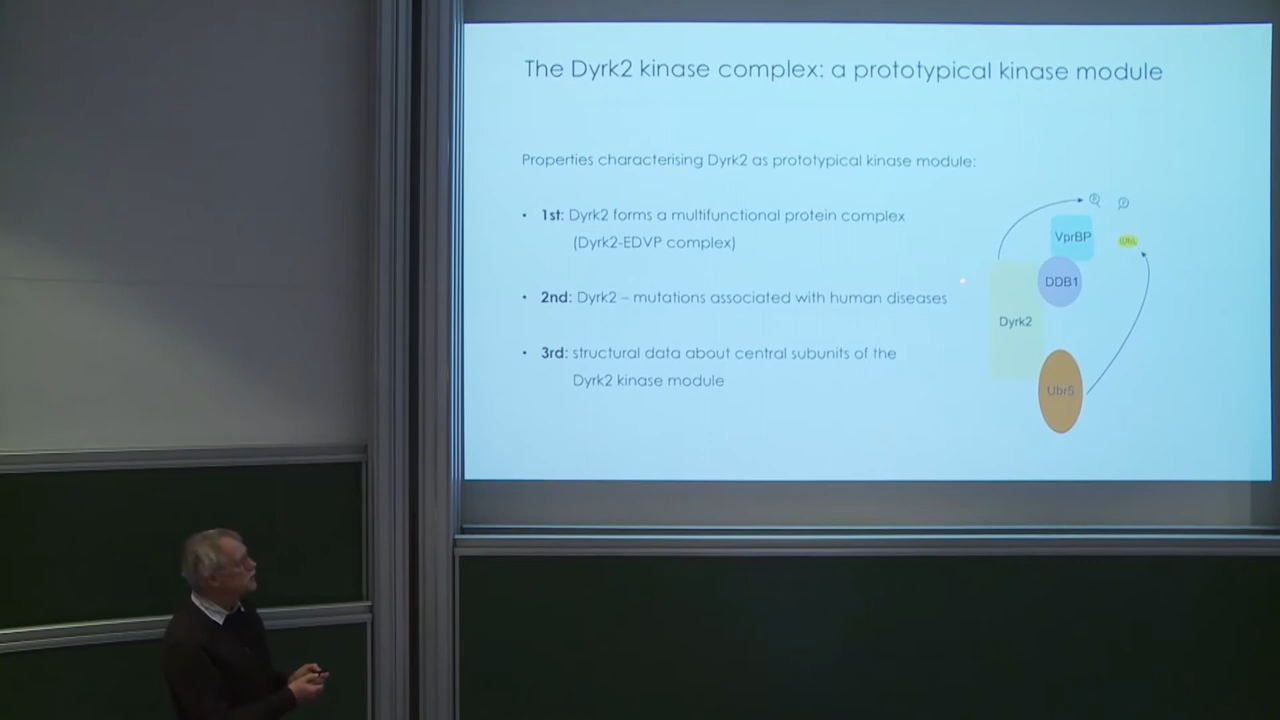 The Dyrk2 kinase complex: a prototypical kinase module
Properties characterising Dyrk2 as prototypical kinase module:
• 1st: Dyrk2 forms a multifunctional protein complex
(Dyrk2-EDVP complex)
• 2nd: Dyrk2 – mutations associated with human diseases
• 3rd: structural data about central subunits of the
Dyrk2 kinase module
VprBP
DDB1
Dyrk2
Ubr5